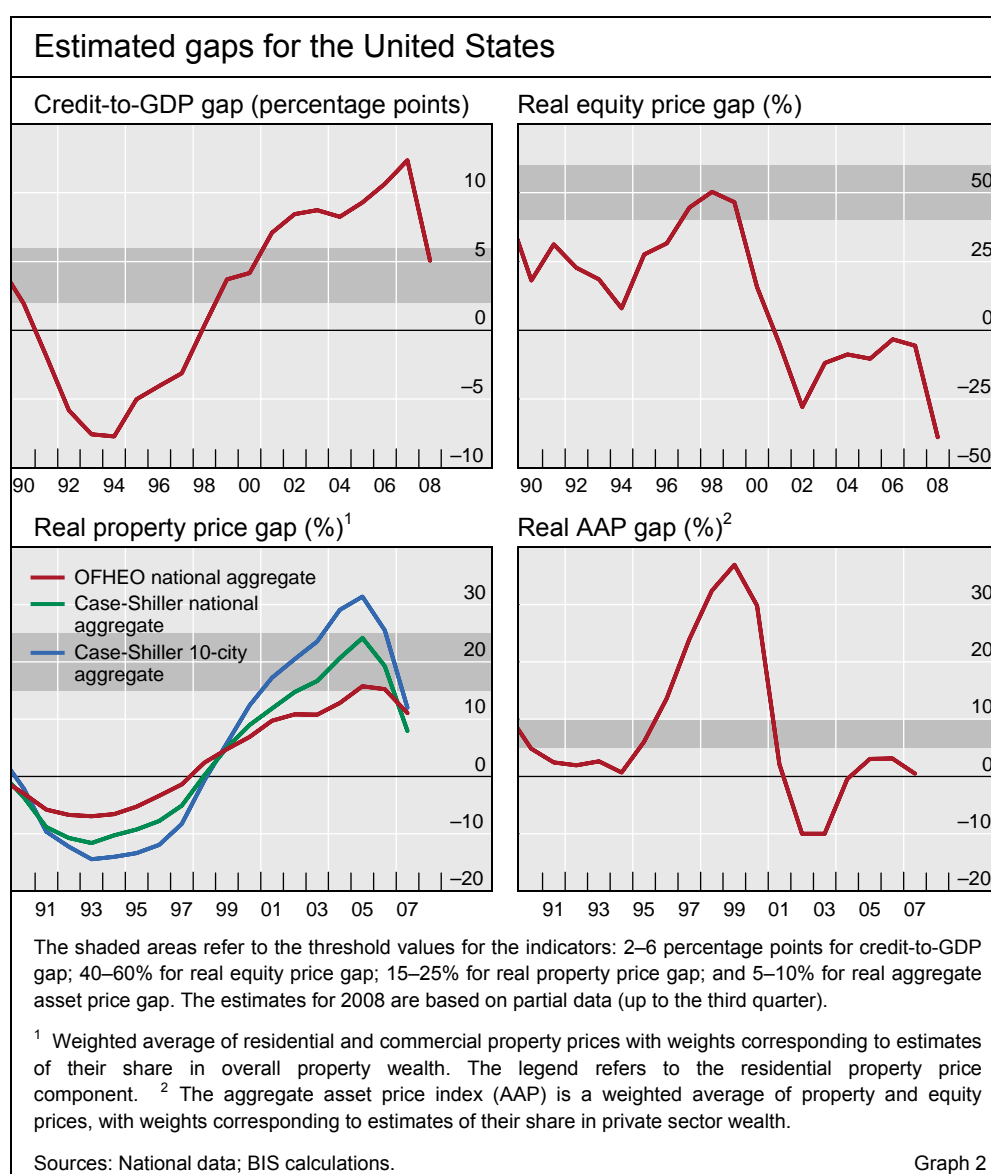 Estimated gaps for the United States
Credit-to-GDP gap (percentage points)
10
5
0
–5
–10
90 92 94 96 98 00 02 04 06 08
Real equity price gap (%)
50
25
0
–25
–50
90 92 94 96 98 00 02 04 06 08
Real property price gap (%)1
OFHEO national aggregate
Case-Shiller national
aggregate
Case-Shiller 10-city
aggregate
30
20
10
0
–10
–20
91 93 95 97 99 01 03 05 07
Real AAP gap (%)2
30
20
10
0
–10
–20
91 93 95 97 99 01 03 05 07
The shaded areas refer to the threshold values for the indicators: 2–6 percentage points for credit-to-GDP
gap; 40–60% for real equity price gap; 15–25% for real property price gap; and 5–10% for real aggregate
asset price gap. The estimates for 2008 are based on partial data (up to the third quarter).
1 Weighted average of residential and commercial property prices with weights corresponding to estimates
of their share in overall property wealth. The legend refers to the residential property price
component. 2 The aggregate asset price index (AAP) is a weighted average of property and equity
prices, with weights corresponding to estimates of their share in private sector wealth.
Sources: National data; BIS calculations. Graph 2